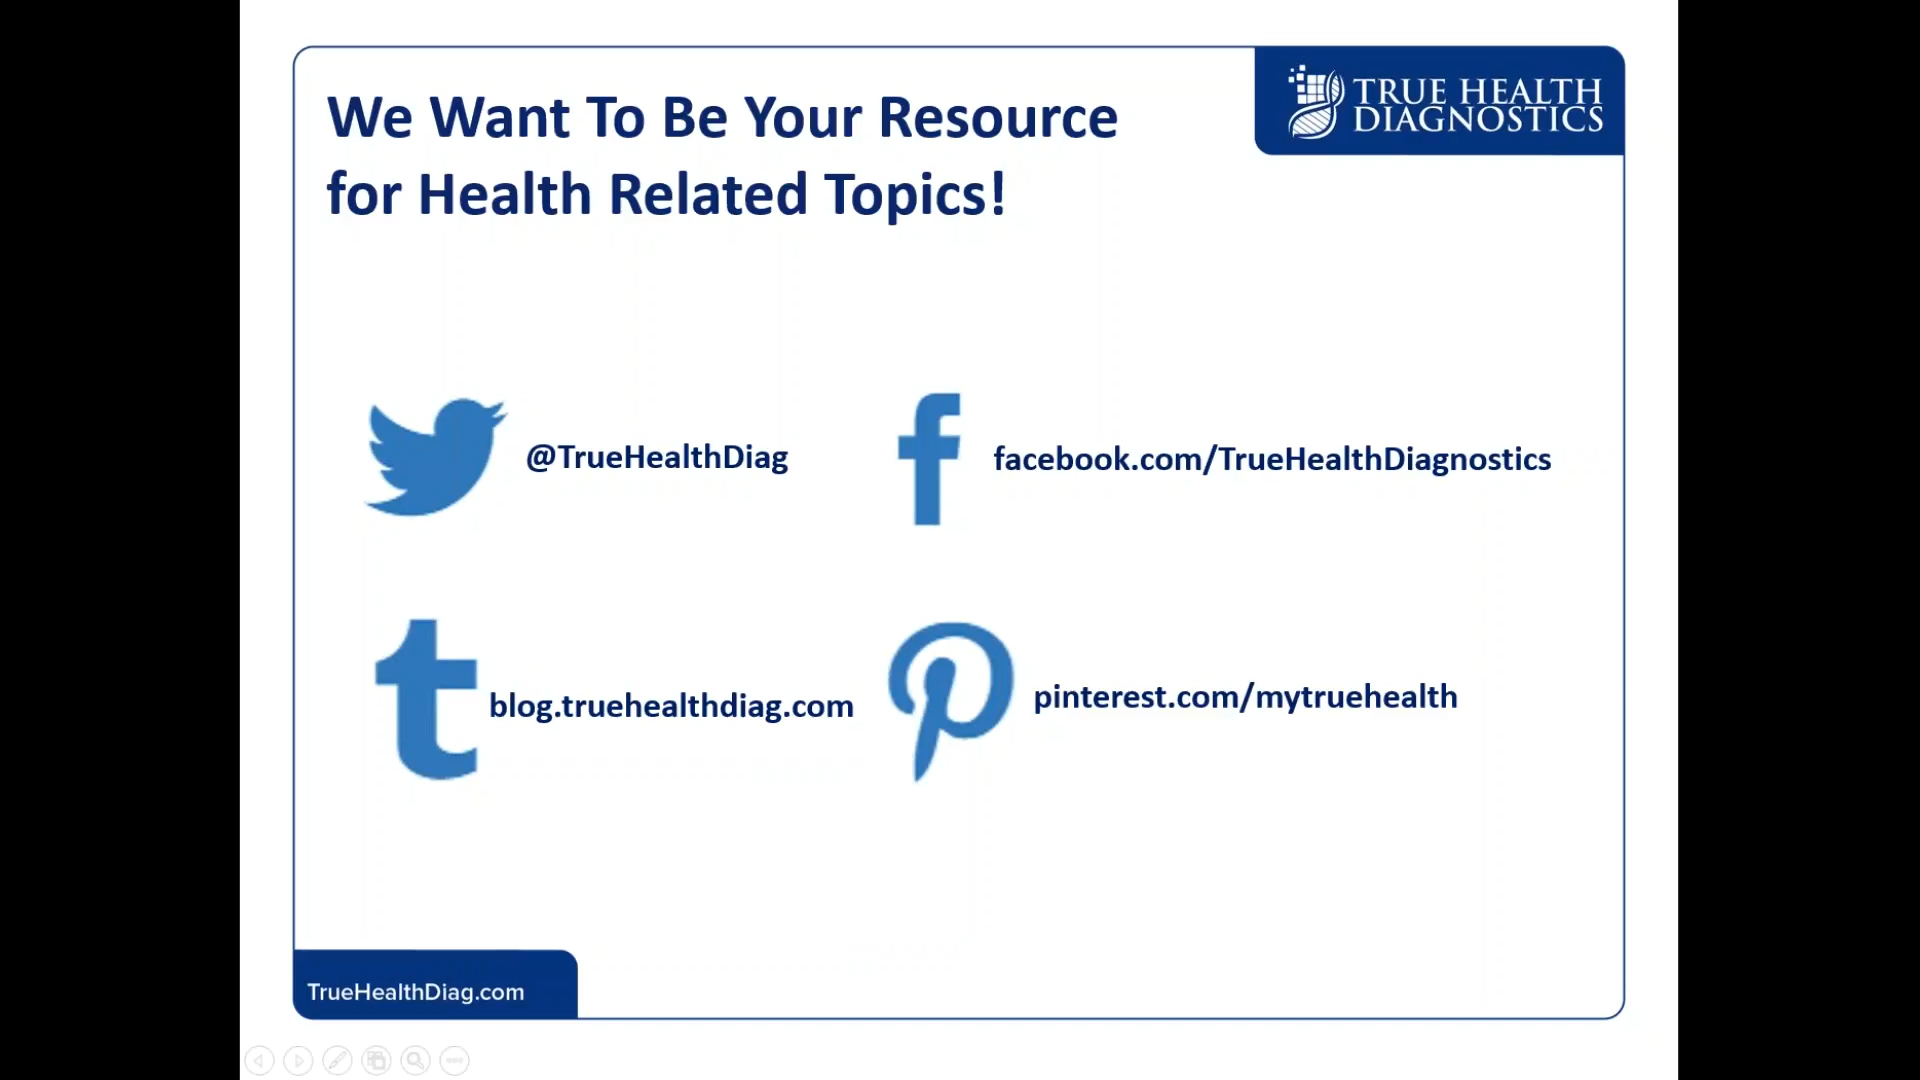 We Want To Be Your Resource
for Health Related Topics!
TRUE HEALTH
DIAGNOSTICS
@TrueHealthDiag
facebook.com/TrueHealthDiagnostics
blog.truehealthdiag.com
pinterest.com/mytruehealth
TrueHealthDiag.com